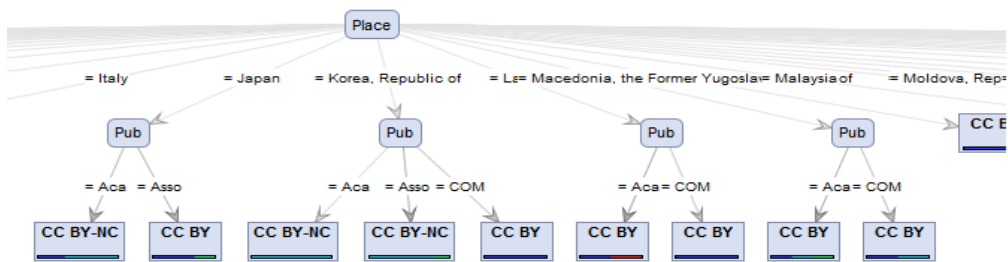 Place
= Italy
= Japan
= Korea, Republic of
= Macedonia, the Former Yugoslav
= Malaysia
of
= Moldova, Rep
Pub
Pub
Pub
Pub
CC B
= Aca
= Asso
= Aca
= Asso
= COM
= Aca
= COM
= Aca
= COM
CC BY-NC
CC BY
CC BY-NC
CC BY-NC
CC BY
CC BY
CC BY
CC BY
CC BY